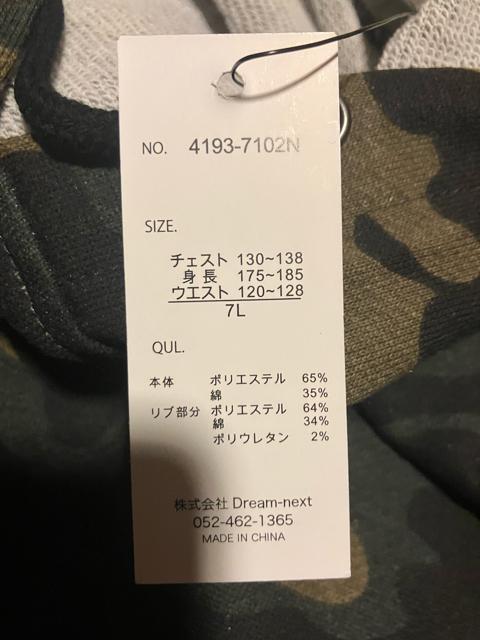 NO. 4193-7102N
SIZE.
チェスト 130~138
身長 175~185
ウエスト 120~128
7L
QUL.
本体 ポリエステル 65%
綿 35%
リブ部分 ポリエステル 64%
綿 34%
ポリウレタン 2%
株式会社 Dream-next
052-462-1365
MADE IN CHINA